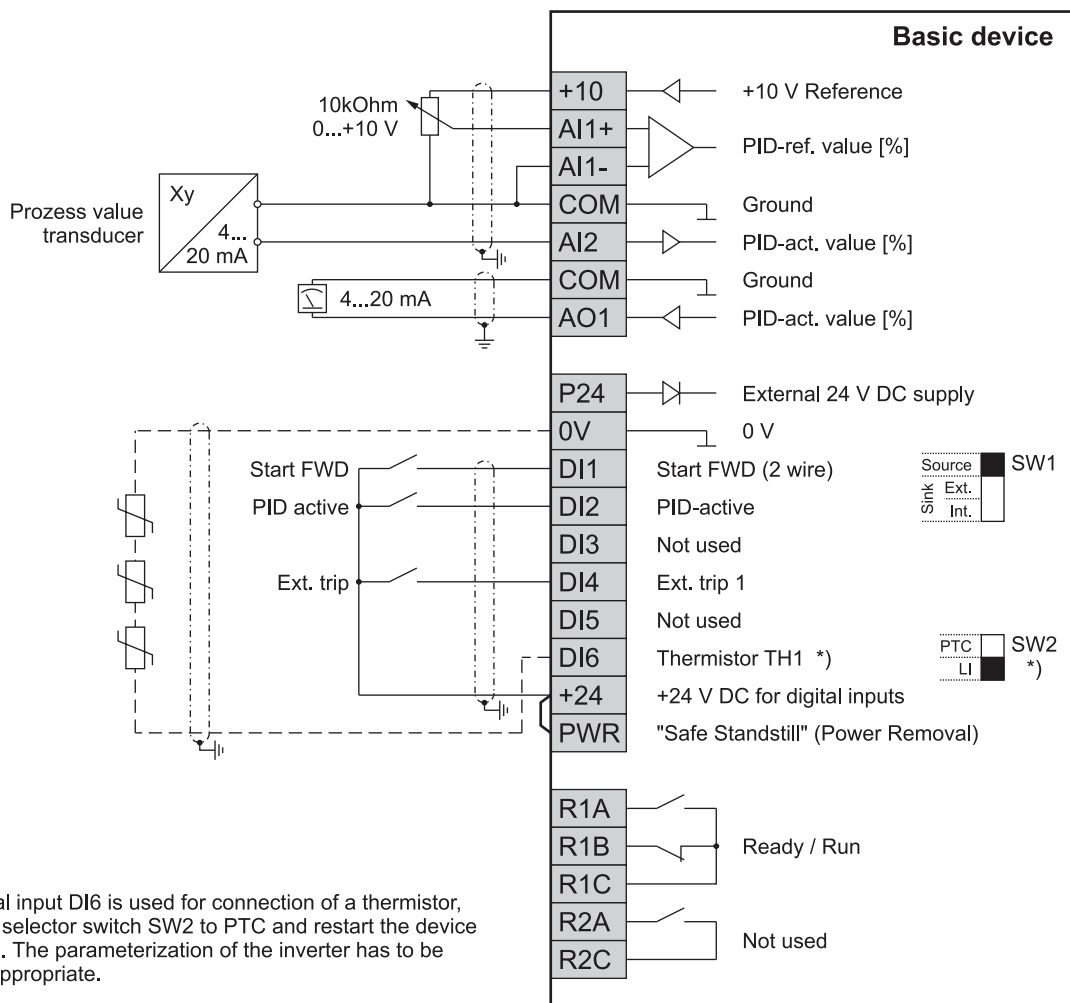 Basic device
10kOhm
0...+10 V
+10
+10 V Reference
AI1+
PID-ref. value [%]
AI1-
Prozess value
transducer
Xy
4...
20 mA
COM
Ground
AI2
PID-act. value [%]
COM
Ground
4...20 mA
AO1
PID-act. value [%]
P24
External 24 V DC supply
0V
0 V
Start FWD
DI1
Start FWD (2 wire)
PID active
DI2
PID-active
DI3
Not used
Ext. trip
DI4
Ext. trip 1
DI5
Not used
DI6
Thermistor TH1 *)
+24
+24 V DC for digital inputs
PWR
"Safe Standstill" (Power Removal)
Source
SW1
Sink
Ext.
Int.
PTC
SW2
LI
*)
R1A
R1B
Ready / Run
R1C
R2A
Not used
R2C
al input DI6 is used for connection of a thermistor,
selector switch SW2 to PTC and restart the device
. The parameterization of the inverter has to be
ppropriate.